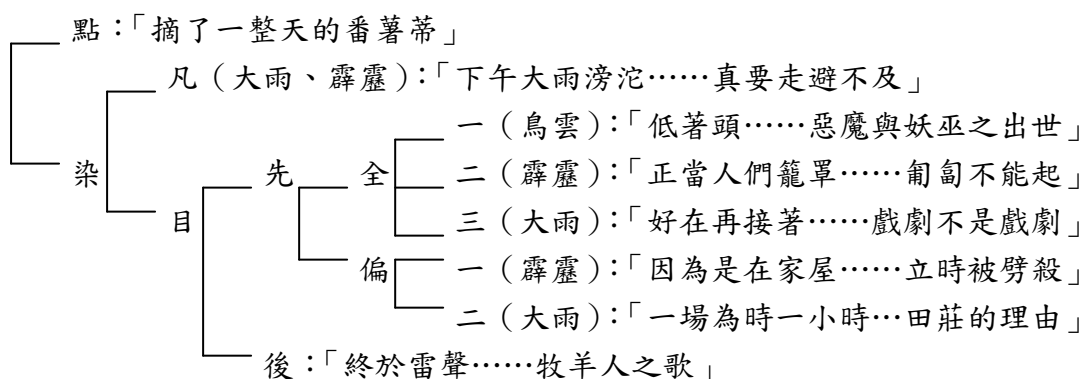 點：「摘了一整天的番薯蒂」
凡（大雨、霹靂）：「下午大雨滂沱……真要走避不及」
一（烏雲）：「低著頭……惡魔與妖巫之出世」
染
先
全
二（霹靂）：「正當人們籠罩……匍匐不能起」
目
三（大雨）：「好在再接著……戲劇不是戲劇」
偏
一（霹靂）：「因為是在家屋……立時被劈殺」
二（大雨）：「一場為時一小時…田莊的理由」
後：「終於雷聲……牧羊人之歌」